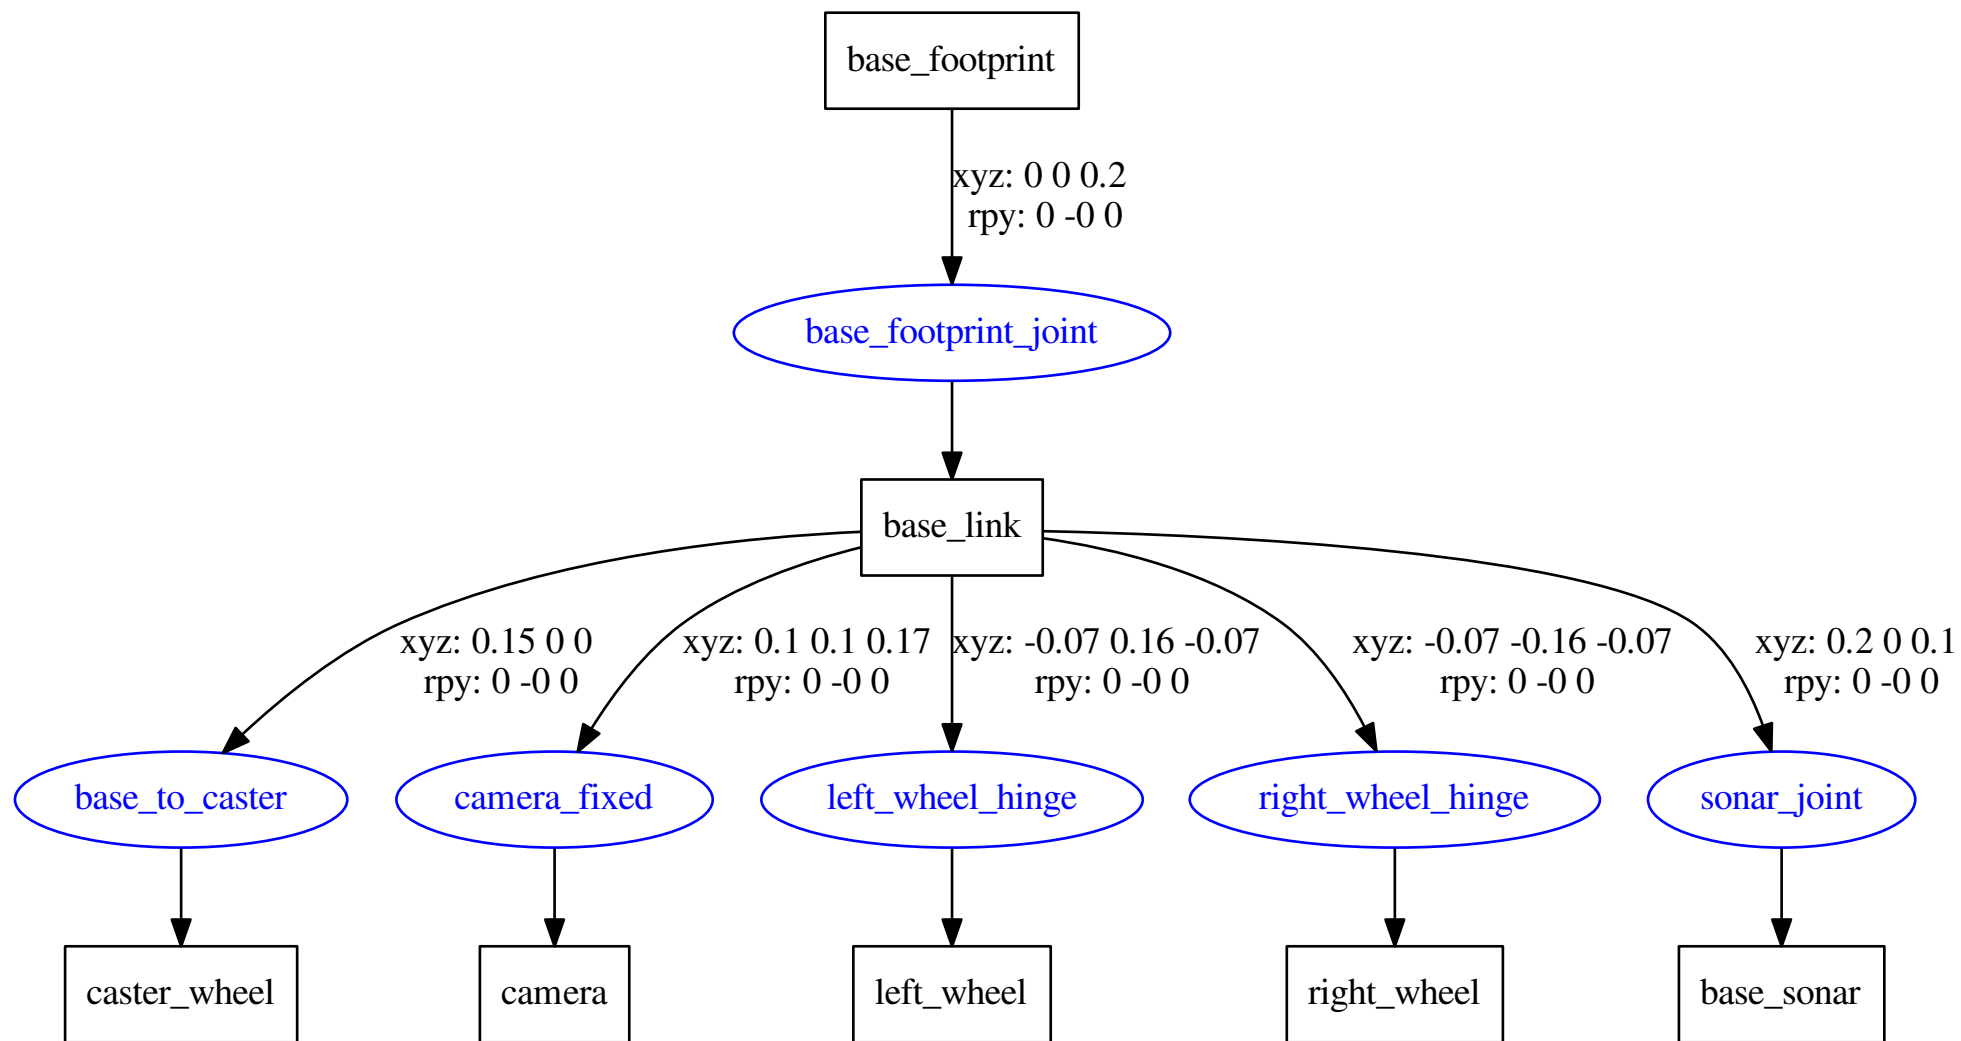 base_footprint
xyz: 0 0 0.2
rpy: 0 -0 0
base_footprint_joint
base_link
xyz: 0.15 0 0
rpy: 0 -0 0
xyz: 0.1 0.1 0.17
rpy: 0 -0 0
xyz: -0.07 0.16 -0.07
rpy: 0 -0 0
xyz: -0.07 -0.16 -0.07
rpy: 0 -0 0
xyz: 0.2 0 0.1
rpy: 0 -0 0
base_to_caster
camera_fixed
left_wheel_hinge
right_wheel_hinge
sonar_joint
caster_wheel
camera
left_wheel
right_wheel
base_sonar